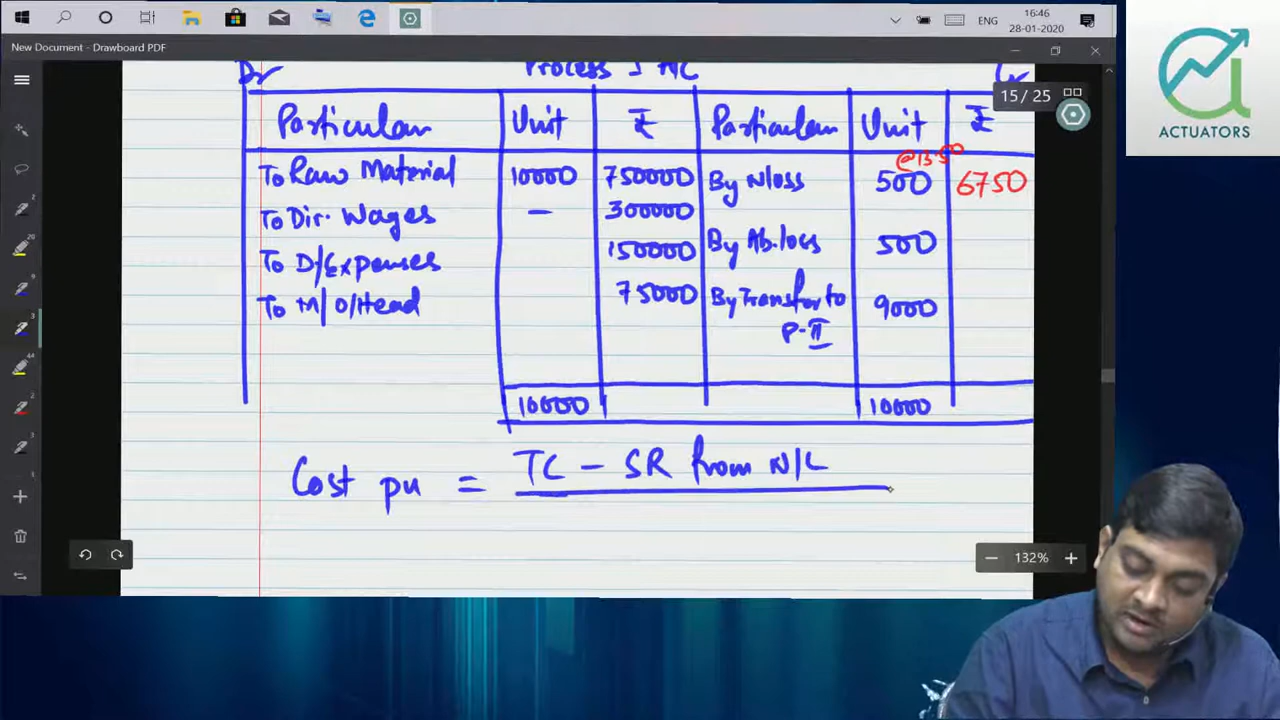 16:46
ENG
28-01-2020
New Document - Drawboard PDF
ACTUATORS
15 / 25
Dr Process I A/C Cr
Particulars Unit ₹ Particulars Unit ₹
@13.50
To Raw Material 10000 750000 By N/loss 500 6750
To Dir. Wages — 300000
To D/Expenses 150000 By Ab. loss 500
To M/O/Head 75000 By Transfer to 9000
P-II
10000 10000
Cost pu = TC - SR from N/L
132%